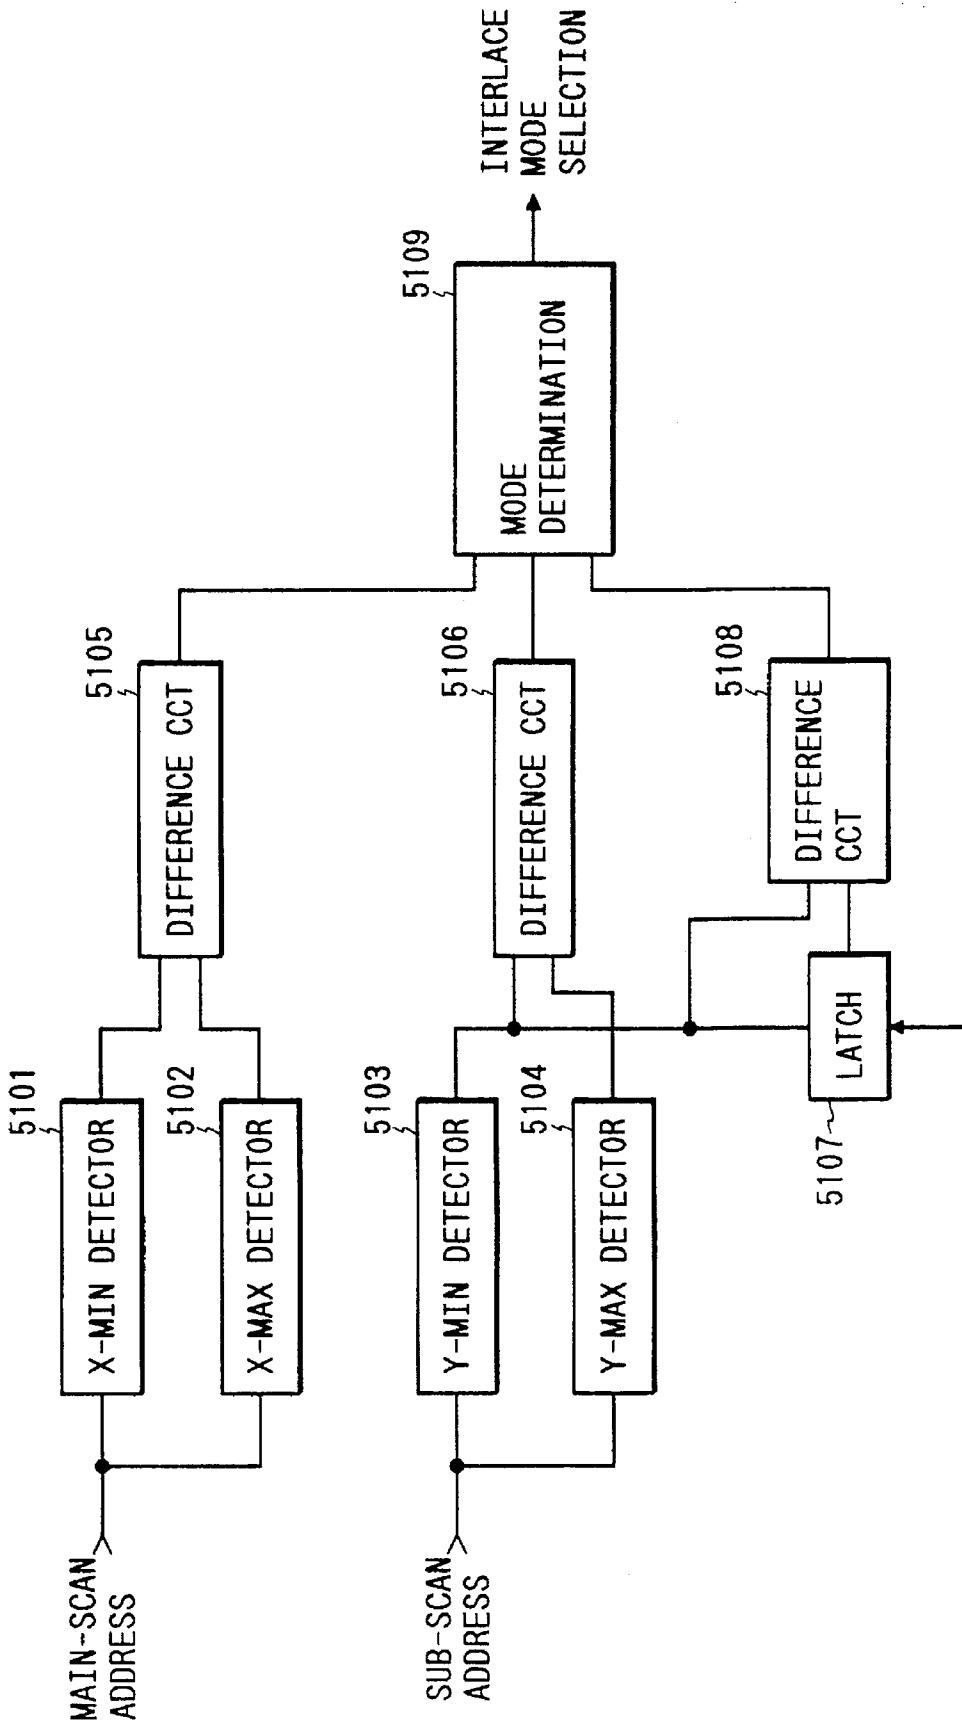 MAIN-SCAN
ADDRESS
5101
X-MIN DETECTOR
5102
X-MAX DETECTOR
5105
DIFFERENCE CCT
SUB-SCAN
ADDRESS
5103
Y-MIN DETECTOR
5104
Y-MAX DETECTOR
5106
DIFFERENCE CCT
5107
LATCH
5108
DIFFERENCE
CCT
5109
MODE
DETERMINATION
INTERLACE
MODE
SELECTION